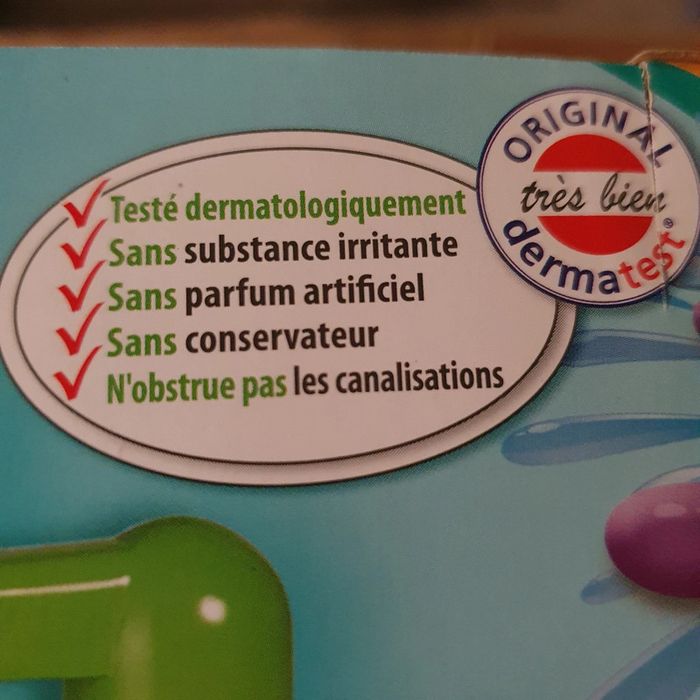 Testé dermatologiquement
Sans substance irritante
Sans parfum artificiel
Sans conservateur
N'obstrue pas les canalisations
ORIGINAL
très bien
dermatest®